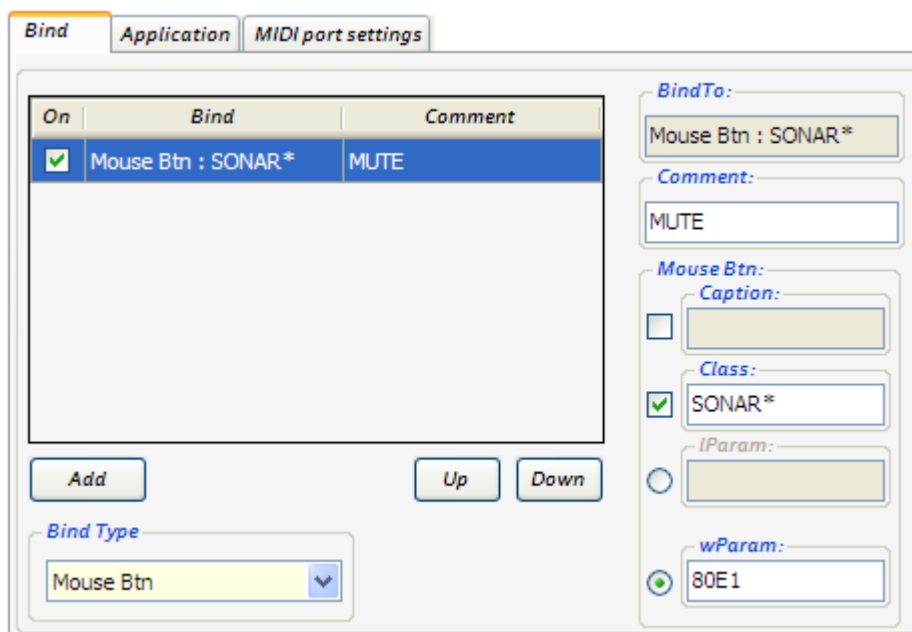 Bind Application MIDI port settings
On Bind Comment
Mouse Btn : SONAR* MUTE
Add Up Down
Bind Type
Mouse Btn
BindTo:
Mouse Btn : SONAR*
Comment:
MUTE
Mouse Btn:
Caption:
Class:
SONAR*
lParam:
wParam:
80E1